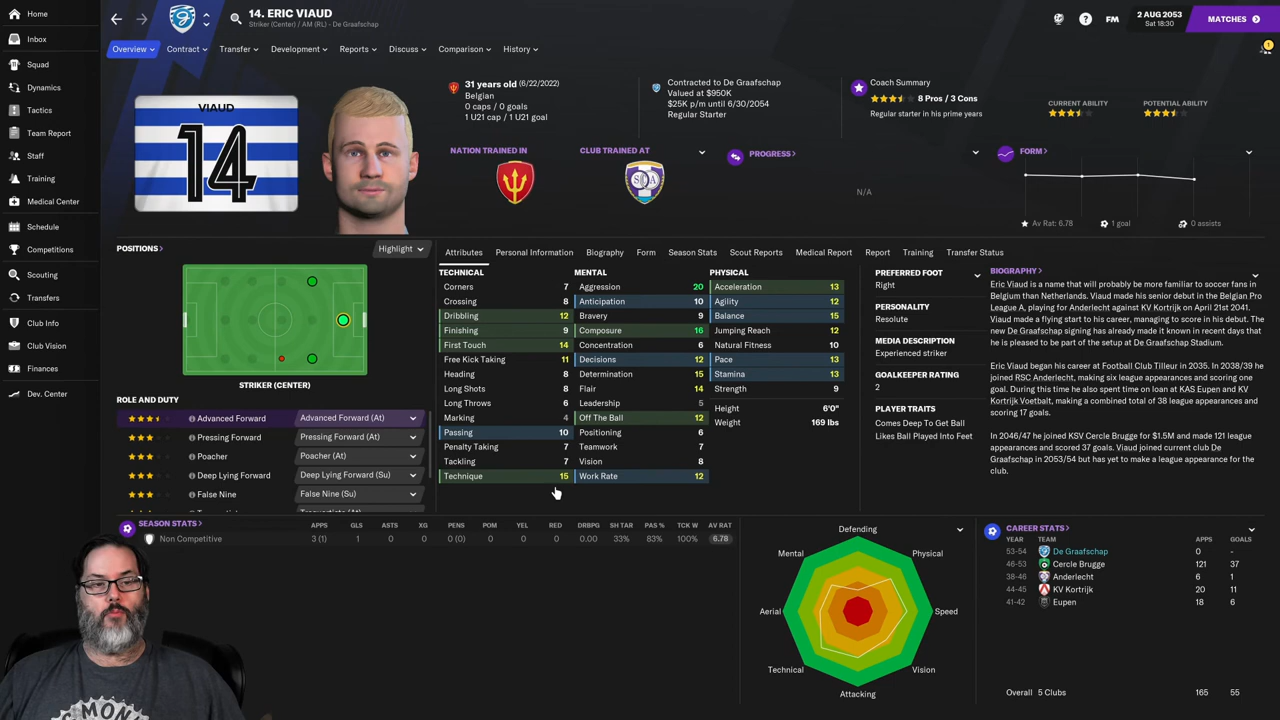 Home
Inbox
Squad
Dynamics
Tactics
Team Report
Staff
Training
Medical Center
Schedule
Competitions
Scouting
Transfers
Club Info
Club Vision
Finances
Dev. Center
14. ERIC VIAUD
Striker (Center) / AM (RL) - De Graafschap
FM
2 AUG 2053
Sat 18:30
MATCHES
1
Overview
Contract
Transfer
Development
Reports
Discuss
Comparison
History
VIAUD
14
31 years old (6/22/2022)
Belgian
0 caps / 0 goals
1 U21 cap / 1 U21 goal
Contracted to De Graafschap
Valued at $950K
$25K p/m until 6/30/2054
Regular Starter
Coach Summary
8 Pros / 3 Cons
Regular starter in his prime years
CURRENT ABILITY
POTENTIAL ABILITY
NATION TRAINED IN
CLUB TRAINED AT
PROGRESS
N/A
FORM
Av Rat: 6.78
1 goal
0 assists
POSITIONS
Highlight
STRIKER (CENTER)
ROLE AND DUTY
Advanced Forward Advanced Forward (At)
Pressing Forward Pressing Forward (At)
Poacher Poacher (At)
Deep Lying Forward Deep Lying Forward (Su)
False Nine False Nine (Su)
Attributes Personal Information Biography Form Season Stats Scout Reports Medical Report Report Training Transfer Status
TECHNICAL
Corners 7
Crossing 8
Dribbling 12
Finishing 9
First Touch 14
Free Kick Taking 11
Heading 8
Long Shots 8
Long Throws 6
Marking 4
Passing 10
Penalty Taking 7
Tackling 7
Technique 15
MENTAL
Aggression 20
Anticipation 10
Bravery 9
Composure 16
Concentration 6
Decisions 12
Determination 15
Flair 14
Leadership 5
Off The Ball 12
Positioning 6
Teamwork 7
Vision 8
Work Rate 12
PHYSICAL
Acceleration 13
Agility 12
Balance 15
Jumping Reach 12
Natural Fitness 10
Pace 13
Stamina 13
Strength 9
Height 6'0"
Weight 169 lbs
PREFERRED FOOT
Right
PERSONALITY
Resolute
MEDIA DESCRIPTION
Experienced striker
GOALKEEPER RATING
2
PLAYER TRAITS
Comes Deep To Get Ball
Likes Ball Played Into Feet
BIOGRAPHY
Eric Viaud is a name that will probably be more familiar to soccer fans in
Belgium than Netherlands. Viaud made his senior debut in the Belgian Pro
League A, playing for Anderlecht against KV Kortrijk on April 21st 2041.
Viaud made a flying start to his career, managing to score in his debut. The
new De Graafschap signing has already made it known in recent days that
he is pleased to be part of the setup at De Graafschap Stadium.
Eric Viaud began his career at Football Club Tilleur in 2035. In 2038/39 he
joined RSC Anderlecht, making six league appearances and scoring one
goal. During this time he also spent time on loan at KAS Eupen and KV
Kortrijk Voetbalt, making a combined total of 38 league appearances and
scoring 17 goals.
In 2046/47 he joined KSV Cercle Brugge for $1.5M and made 121 league
appearances and scored 37 goals. Viaud joined current club De
Graafschap in 2053/54 but has yet to make a league appearance for the
club.
SEASON STATS
APPS GLS ASTS XG PENS POM YEL RED DRBPG SH TAR PAS % TCK W AV RAT
Non Competitive 3 (1) 1 0 0 0 (0) 0 0 0 0.00 33% 83% 100% 6.78
Defending
Physical
Speed
Vision
Attacking
Technical
Aerial
Mental
CAREER STATS
YEAR TEAM APPS GOALS
53-54 De Graafschap 0 -
46-53 Cercle Brugge 121 37
38-46 Anderlecht 6 1
44-45 KV Kortrijk 20 11
41-42 Eupen 18 6
Overall 5 Clubs 165 55